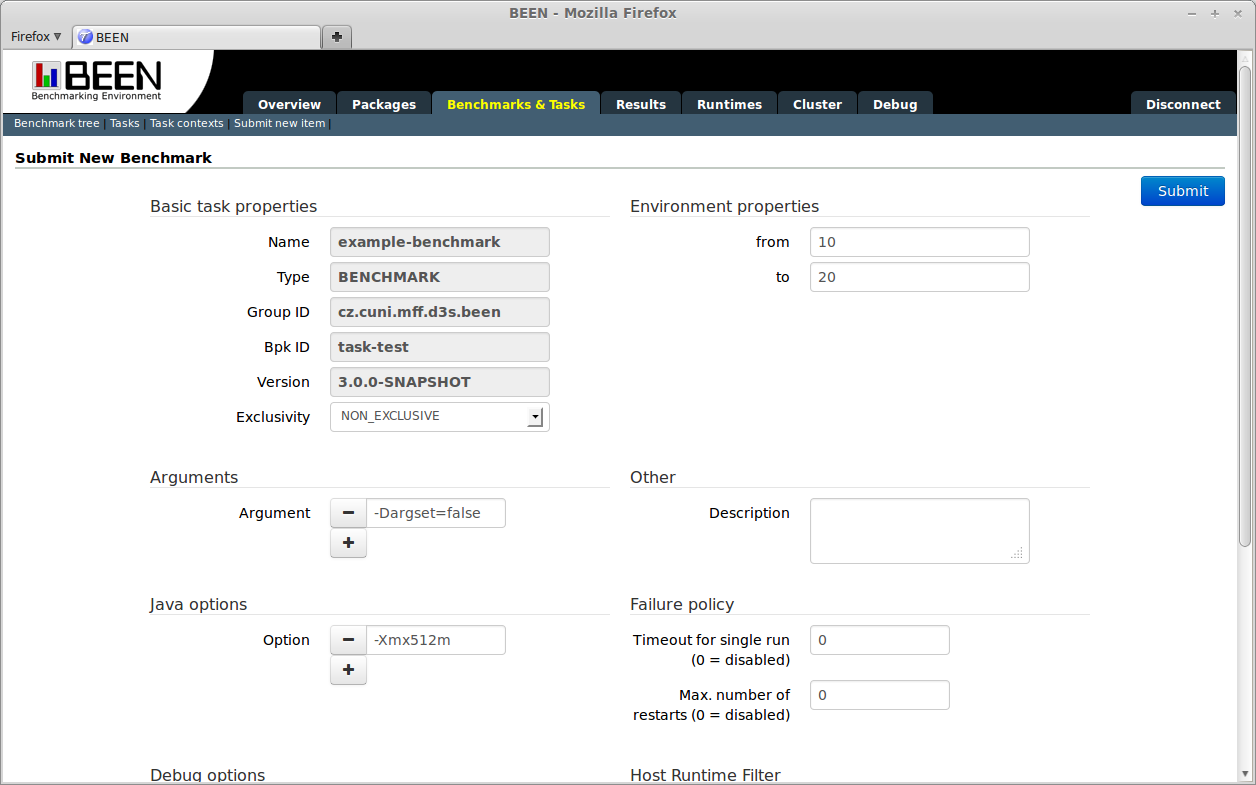 BEEN - Mozilla Firefox
Firefox
BEEN
BEEN
Benchmarking Environment
Overview Packages Benchmarks & Tasks Results Runtimes Cluster Debug Disconnect
Benchmark tree | Tasks | Task contexts | Submit new item |
Submit New Benchmark
Submit
Basic task properties
Name example-benchmark
Type BENCHMARK
Group ID cz.cuni.mff.d3s.been
Bpk ID task-test
Version 3.0.0-SNAPSHOT
Exclusivity NON_EXCLUSIVE
Environment properties
from 10
to 20
Arguments
Argument -Dargset=false
Other
Description
Java options
Option -Xmx512m
Failure policy
Timeout for single run
(0 = disabled)
0
Max. number of
restarts (0 = disabled)
0
Debug options
Host Runtime Filter